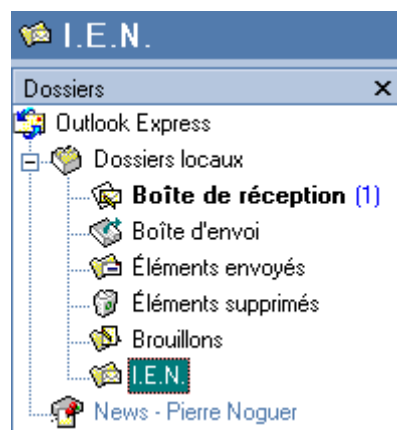 I.E.N.
Dossiers
Outlook Express
Dossiers locaux
Boîte de réception (1)
Boîte d'envoi
Éléments envoyés
Éléments supprimés
Brouillons
I.E.N.
News - Pierre Noguer